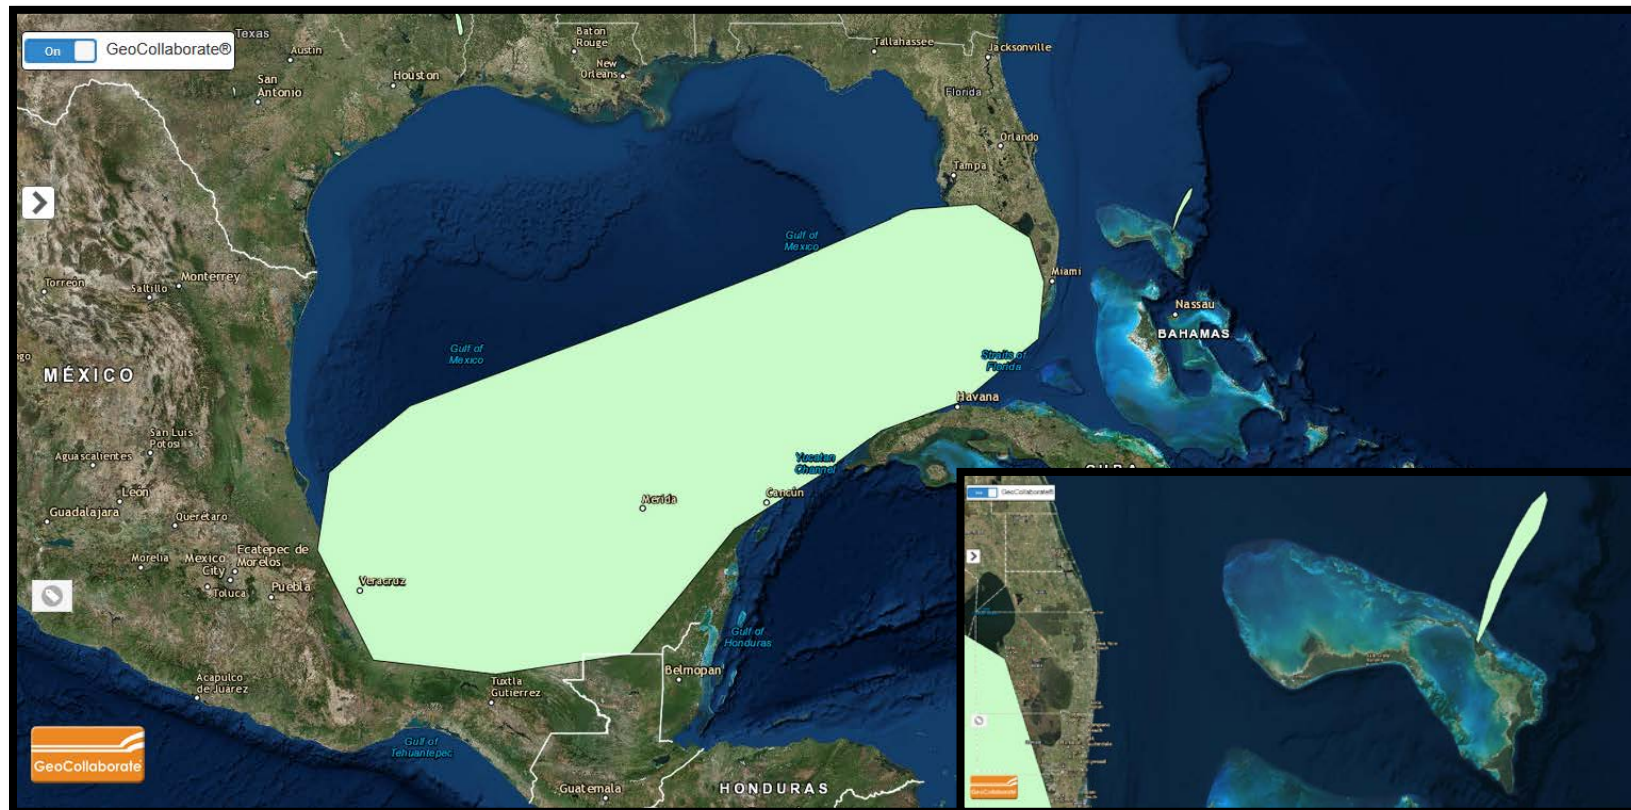 On GeoCollaborate®
Texas
Austin
San
Antonio
Houston
Baton
Rouge
New
Orleans
Tallahassee
Jacksonville
Florida
Orlando
Tampa
Gulf of
Mexico
Miami
Nassau
BAHAMAS
Monterrey
Torreon
Saltillo
Gulf of
Mexico
Straits of
Florida
MÉXICO
Havana
San Luis
Potosi
Aguascalientes
Yucatan
Channel
CUBA
León
Merida
Cancún
Guadalajara
Querétaro
Morelia
Mexico
City
Ecatepec de
Morelos
Toluca
Puebla
Veracruz
Gulf of
Honduras
Belmopan
Acapulco
de Juárez
Tuxtla
Gutierrez
Gulf of
Tehuantepec
Guatemala
HONDURAS
GeoCollaborate
GeoCollaborate®
GeoCollaborate